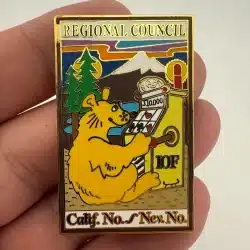 REGIONAL COUNCIL
IOF
Calif. No. / Nev. No.